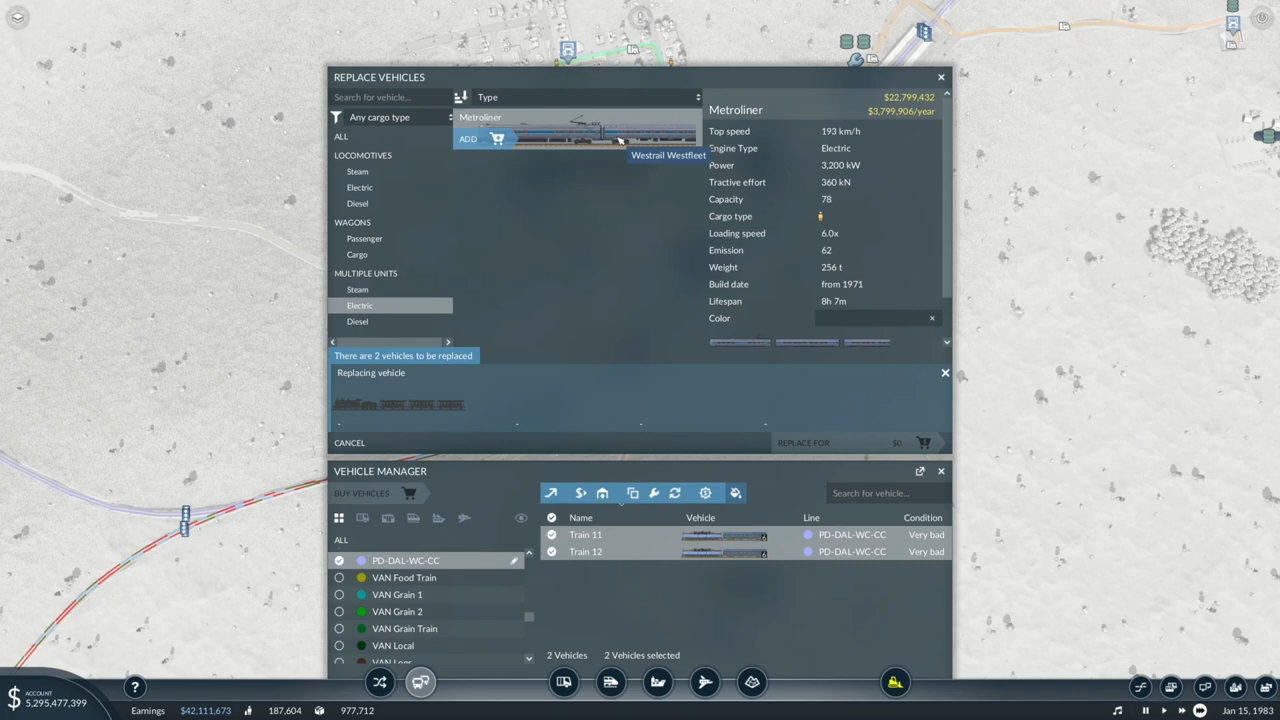 REPLACE VEHICLES
Search for vehicle...
Type
Any cargo type
ALL
LOCOMOTIVES
Steam
Electric
Diesel
WAGONS
Passenger
Cargo
MULTIPLE UNITS
Steam
Electric
Diesel
Metroliner
ADD
Westrail Westfleet
$22,799,432
Metroliner
$3,799,906/year
Top speed 193 km/h
Engine Type Electric
Power 3,200 kW
Tractive effort 360 kN
Capacity 78
Cargo type
Loading speed 6.0x
Emission 62
Weight 256 t
Build date from 1971
Lifespan 8h 7m
Color
There are 2 vehicles to be replaced
Replacing vehicle
- - - -
CANCEL
REPLACE FOR $0
VEHICLE MANAGER
BUY VEHICLES
Search for vehicle...
ALL
PD-DAL-WC-CC
VAN Food Train
VAN Grain 1
VAN Grain 2
VAN Grain Train
VAN Local
VAN Logs
Name Vehicle Line Condition
Train 11 6 PD-DAL-WC-CC Very bad
Train 12 6 PD-DAL-WC-CC Very bad
2 Vehicles 2 Vehicles selected
$ ACCOUNT
5,295,477,399
?
Earnings $42,111,673 187,604 977,712
Jan 15, 1983